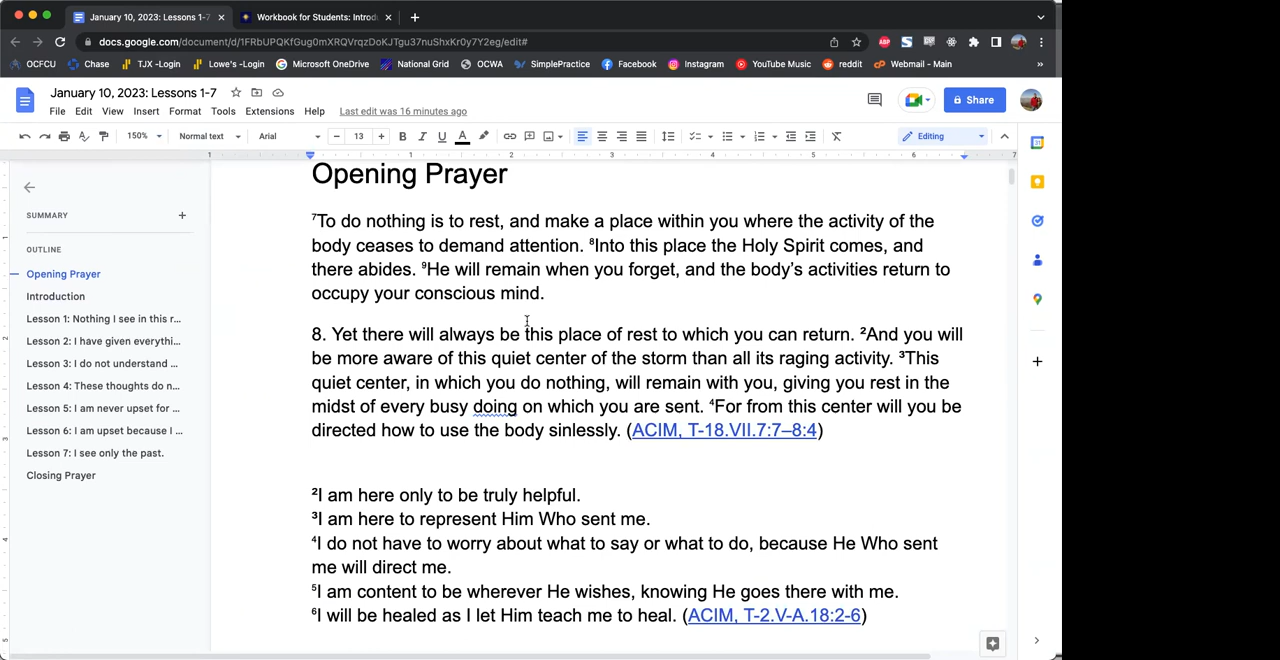 January 10, 2023: Lessons 1-7
Workbook for Students: Introdu
docs.google.com/document/d/1FRbUPQKfGug0mXRQVrqzDoKJTgu37nuShxKr0y7Y2eg/edit#
OCFCU Chase TJX -Login Lowe's -Login Microsoft OneDrive National Grid OCWA SimplePractice Facebook Instagram YouTube Music reddit Webmail - Main »
January 10, 2023: Lessons 1-7
File Edit View Insert Format Tools Extensions Help Last edit was 16 minutes ago
Share
150% Normal text Arial 13 Editing
1 1 2 3 4 5 6 7
SUMMARY
OUTLINE
Opening Prayer
Introduction
Lesson 1: Nothing I see in this r...
Lesson 2: I have given everythi...
Lesson 3: I do not understand ...
Lesson 4: These thoughts do n...
Lesson 5: I am never upset for ...
Lesson 6: I am upset because I ...
Lesson 7: I see only the past.
Closing Prayer
Opening Prayer
⁷To do nothing is to rest, and make a place within you where the activity of the
body ceases to demand attention. ⁸Into this place the Holy Spirit comes, and
there abides. ⁹He will remain when you forget, and the body's activities return to
occupy your conscious mind.
8. Yet there will always be this place of rest to which you can return. ²And you will
be more aware of this quiet center of the storm than all its raging activity. ³This
quiet center, in which you do nothing, will remain with you, giving you rest in the
midst of every busy doing on which you are sent. ⁴For from this center will you be
directed how to use the body sinlessly. (ACIM, T-18.VII.7:7–8:4)
²I am here only to be truly helpful.
³I am here to represent Him Who sent me.
⁴I do not have to worry about what to say or what to do, because He Who sent
me will direct me.
⁵I am content to be wherever He wishes, knowing He goes there with me.
⁶I will be healed as I let Him teach me to heal. (ACIM, T-2.V-A.18:2-6)